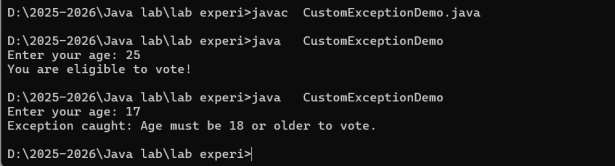 D:\2025-2026\Java lab\lab experi>javac  CustomExceptionDemo.java
D:\2025-2026\Java lab\lab experi>java   CustomExceptionDemo
Enter your age: 25
You are eligible to vote!
D:\2025-2026\Java lab\lab experi>java   CustomExceptionDemo
Enter your age: 17
Exception caught: Age must be 18 or older to vote.
D:\2025-2026\Java lab\lab experi>